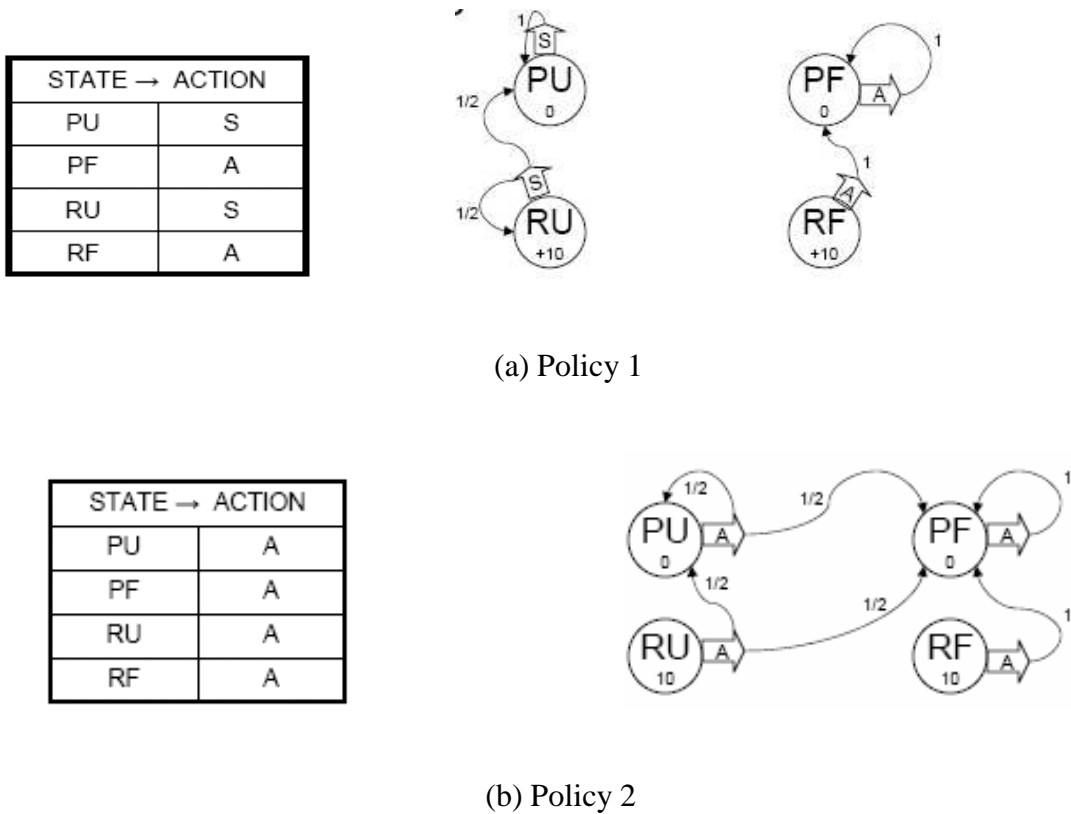 STATE → ACTION
PU S
PF A
RU S
RF A
1
S
PU
0
1/2
S
1/2
RU
+10
1
PF
A
0
1
A
RF
+10
(a) Policy 1
STATE → ACTION
PU A
PF A
RU A
RF A
1/2
1/2
1
PU
A
0
PF
A
0
1/2
1/2
1
RU
A
10
RF
A
10
(b) Policy 2